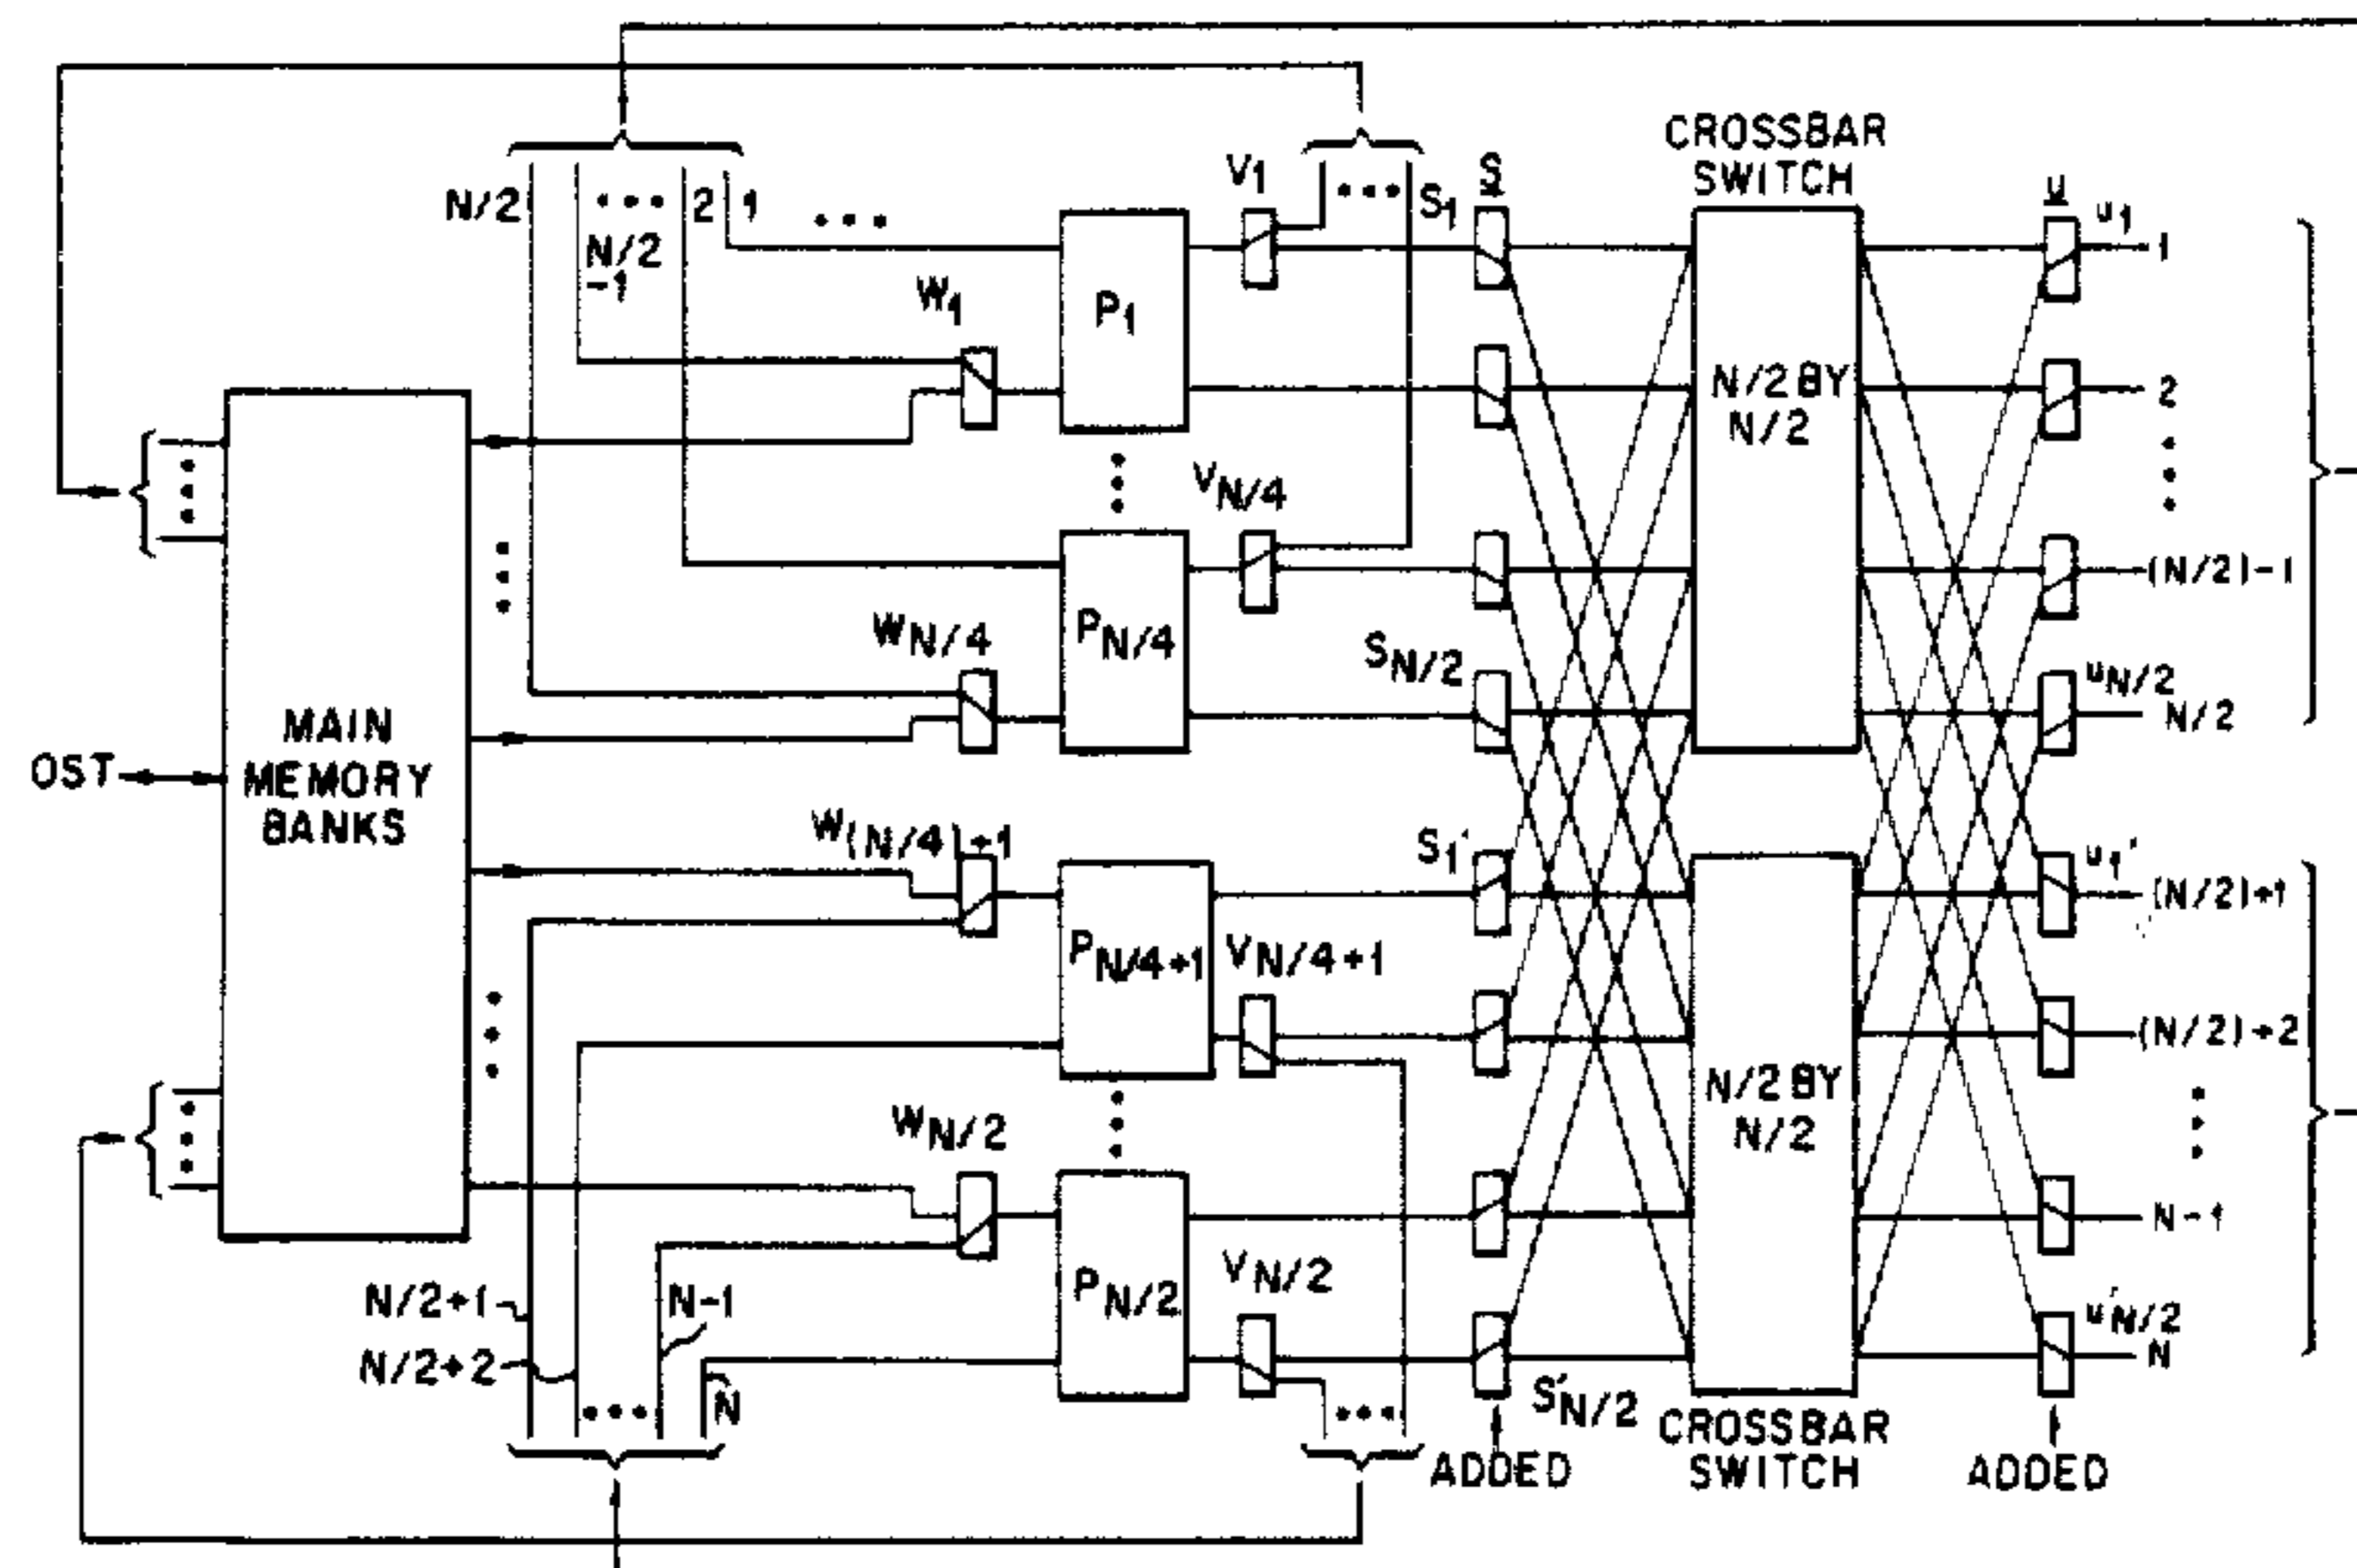 CROSSBAR
SWITCH
N/2
N/2
-1
2
1
W1
P1
V1
S1
S
N/2 BY
N/2
u
u1
1
2
(N/2)-1
uN/2
N/2
WN/4
PN/4
VN/4
SN/2
OST
MAIN
MEMORY
BANKS
W(N/4)+1
PN/4+1
VN/4+1
S1'
u1'
(N/2)+1
(N/2)+2
N/2 BY
N/2
WN/2
PN/2
VN/2
N-1
u'N/2
N
N/2+1
N/2+2
N-1
N
S'N/2
ADDED
CROSSBAR
SWITCH
ADDED